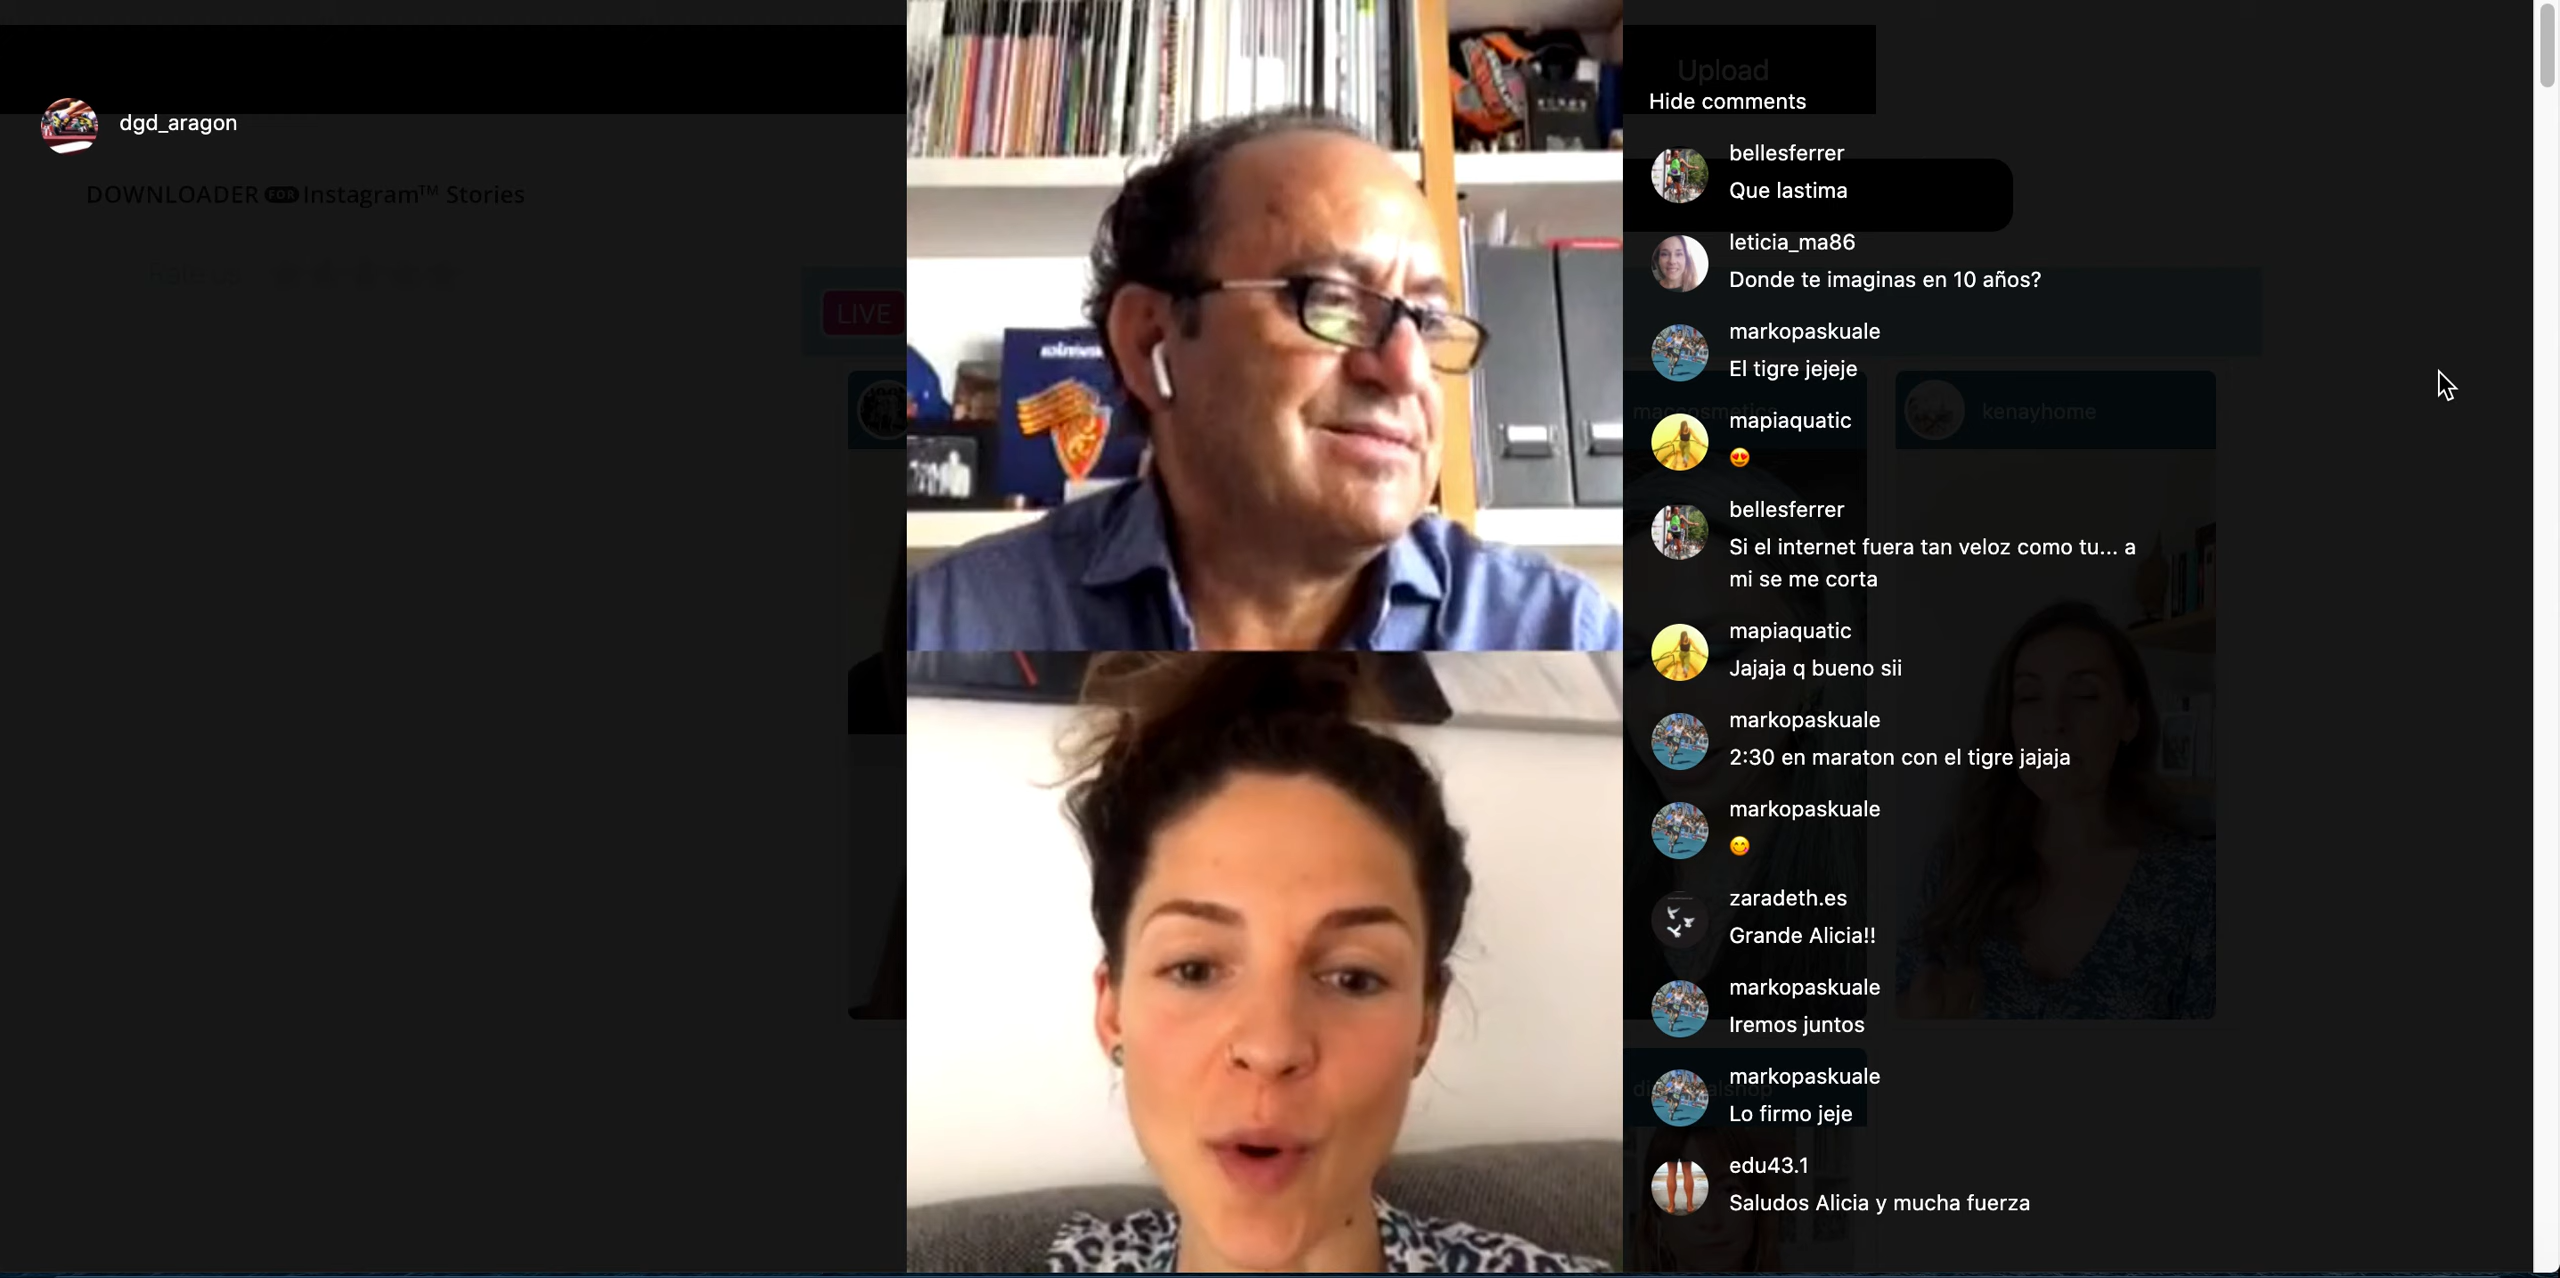 dgd_aragon
DOWNLOADER FOR Instagram™ Stories
Rate us
LIVE
Upload
Hide comments
bellesferrer
Que lastima
leticia_ma86
Donde te imaginas en 10 años?
markopaskuale
El tigre jejeje
maccosmetics
kenayhome
mapiaquatic
😍
bellesferrer
Si el internet fuera tan veloz como tu... a
mi se me corta
mapiaquatic
Jajaja q bueno sii
markopaskuale
2:30 en maraton con el tigre jajaja
markopaskuale
😋
zaradeth.es
Grande Alicia!!
markopaskuale
Iremos juntos
markopaskuale
Lo firmo jeje
edu43.1
Saludos Alicia y mucha fuerza